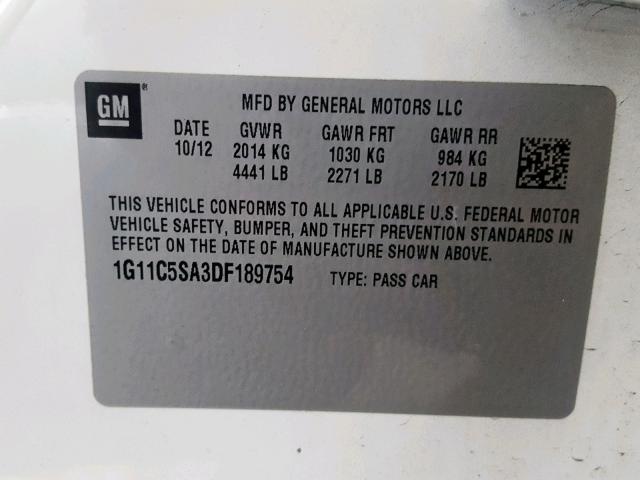 GM
MFD BY GENERAL MOTORS LLC
DATE GVWR GAWR FRT GAWR RR
10/12 2014 KG 1030 KG 984 KG
4441 LB 2271 LB 2170 LB
THIS VEHICLE CONFORMS TO ALL APPLICABLE U.S. FEDERAL MOTOR
VEHICLE SAFETY, BUMPER, AND THEFT PREVENTION STANDARDS IN
EFFECT ON THE DATE OF MANUFACTURE SHOWN ABOVE.
1G11C5SA3DF189754 TYPE: PASS CAR